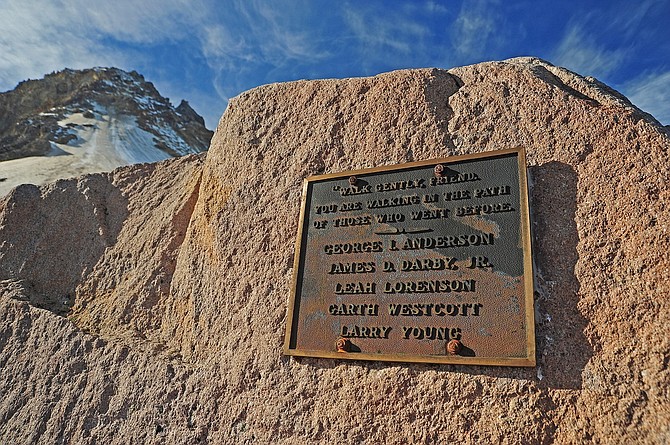 "WALK GENTLY, FRIEND.
YOU ARE WALKING IN THE PATH
OF THOSE WHO WENT BEFORE.
GEORGE I. ANDERSON
JAMES D. DARBY, JR.
LEAH LORENSON
GARTH WESTCOTT
LARRY YOUNG